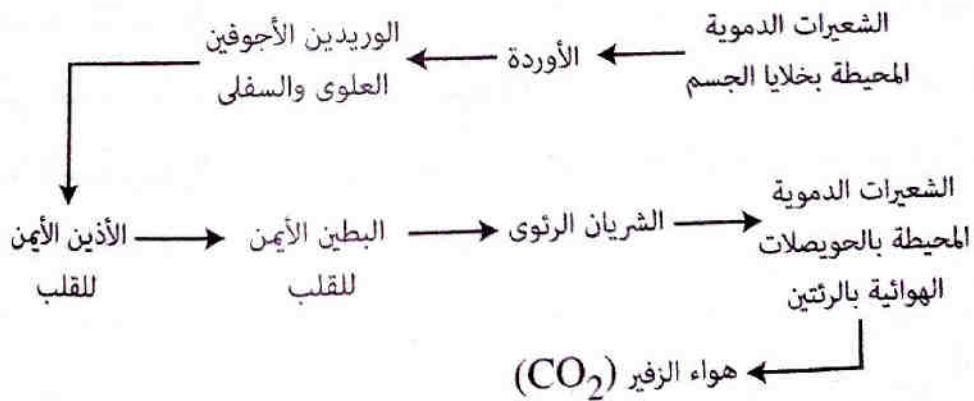 الشعيرات الدموية
المحيطة بخلايا الجسم
الأوردة
الوريدين الأجوفين
العلوى والسفلى
الأذين الأيمن
للقلب
البطين الأيمن
للقلب
الشريان الرئوى
الشعيرات الدموية
المحيطة بالحويصلات
الهوائية بالرئتين
هواء الزفير (CO₂)